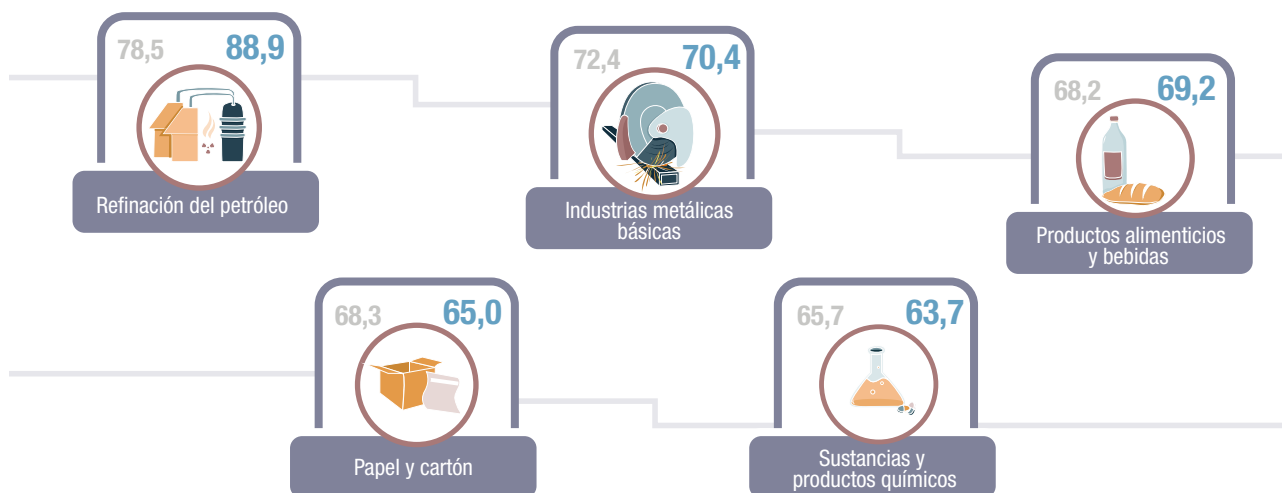 78,5 88,9
Refinación del petróleo
72,4 70,4
Industrias metálicas
básicas
68,2 69,2
Productos alimenticios
y bebidas
68,3 65,0
Papel y cartón
65,7 63,7
Sustancias y
productos químicos